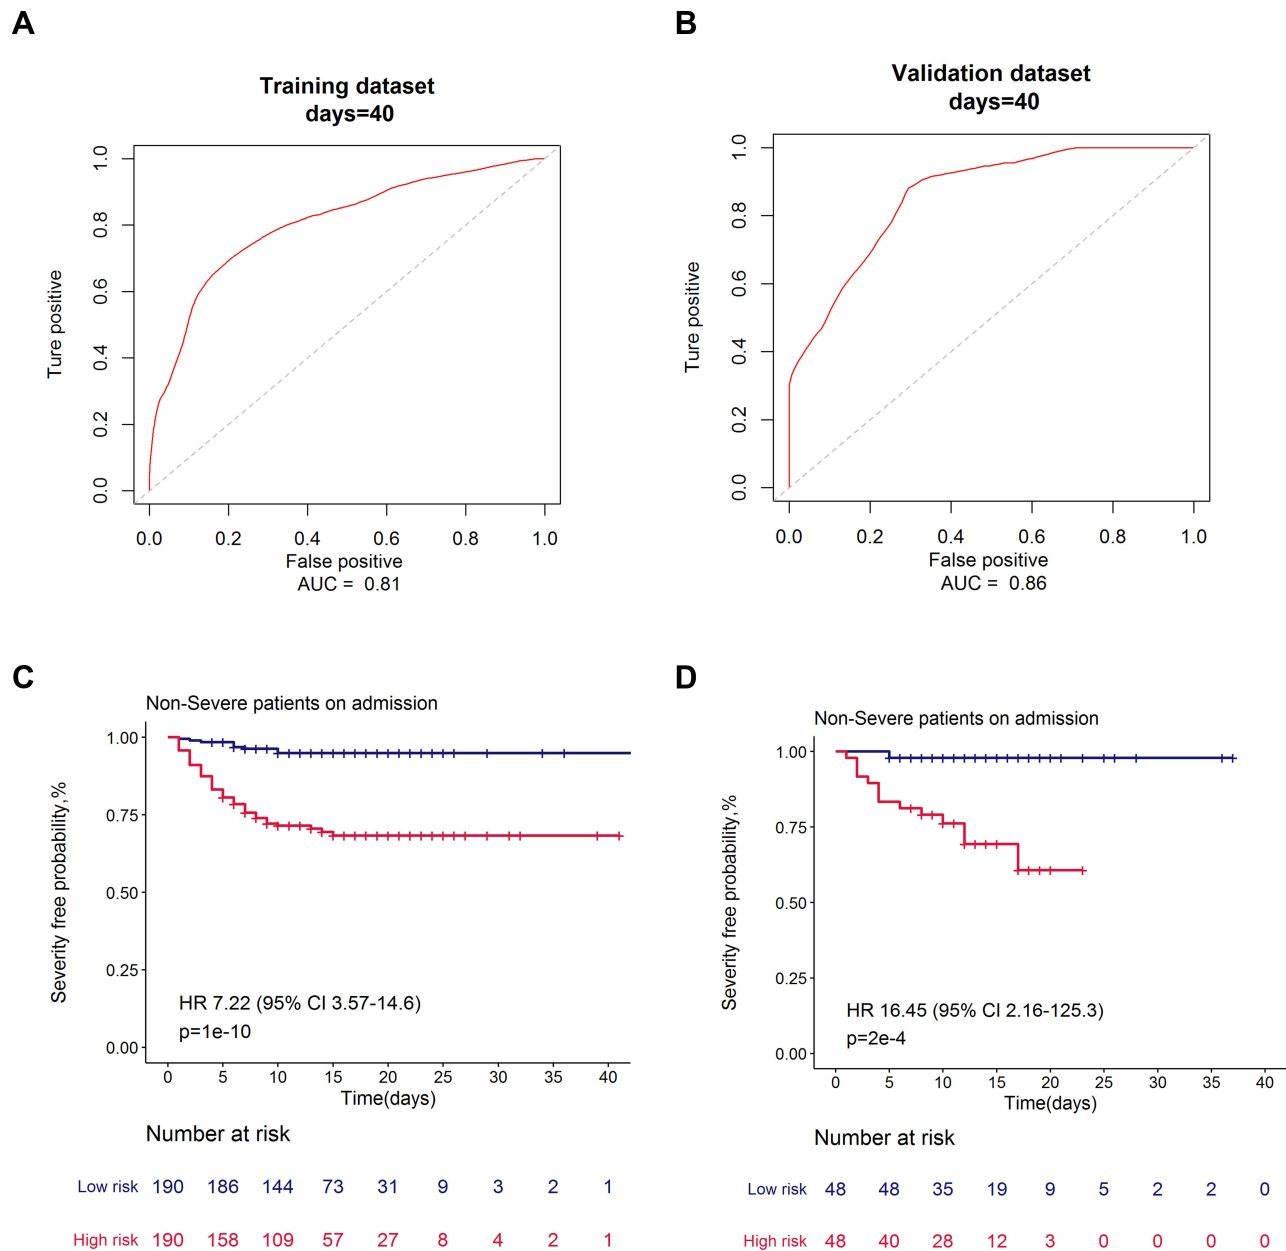 A
Training dataset
days=40
Ture positive
0.0 0.2 0.4 0.6 0.8 1.0
0.0 0.2 0.4 0.6 0.8 1.0
False positive
AUC = 0.81
B
Validation dataset
days=40
Ture positive
0.0 0.2 0.4 0.6 0.8 1.0
0.0 0.2 0.4 0.6 0.8 1.0
False positive
AUC = 0.86
C
Non-Severe patients on admission
Severity free probability,%
1.00
0.75
0.50
0.25
0.00
HR 7.22 (95% CI 3.57-14.6)
p=1e-10
0 5 10 15 20 25 30 35 40
Time(days)
Number at risk
Low risk 190 186 144 73 31 9 3 2 1
High risk 190 158 109 57 27 8 4 2 1
D
Non-Severe patients on admission
Severity free probability,%
1.00
0.75
0.50
0.25
0.00
HR 16.45 (95% CI 2.16-125.3)
p=2e-4
0 5 10 15 20 25 30 35 40
Time(days)
Number at risk
Low risk 48 48 35 19 9 5 2 2 0
High risk 48 40 28 12 3 0 0 0 0